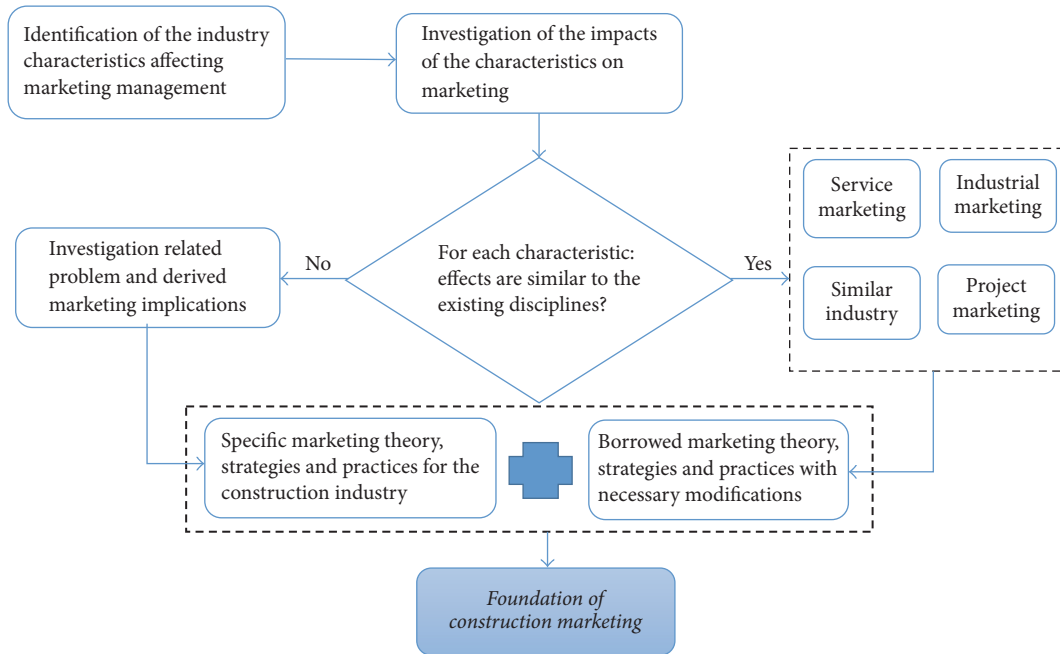 Identification of the industry
characteristics affecting
marketing management
Investigation of the impacts
of the characteristics on
marketing
Service
marketing
Industrial
marketing
Similar
industry
Project
marketing
For each characteristic:
effects are similar to the
existing disciplines?
No
Yes
Investigation related
problem and derived
marketing implications
Specific marketing theory,
strategies and practices for the
construction industry
Borrowed marketing theory,
strategies and practices with
necessary modifications
Foundation of
construction marketing